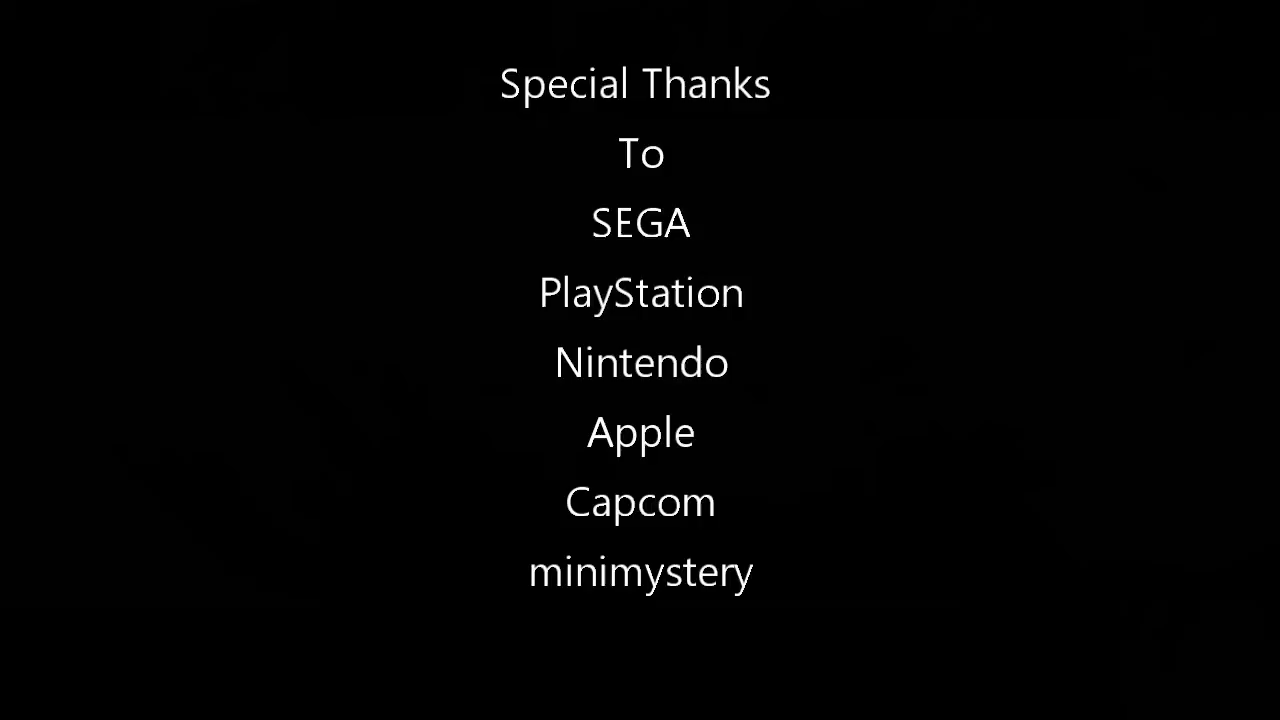 Special Thanks
To
SEGA
PlayStation
Nintendo
Apple
Capcom
minimystery